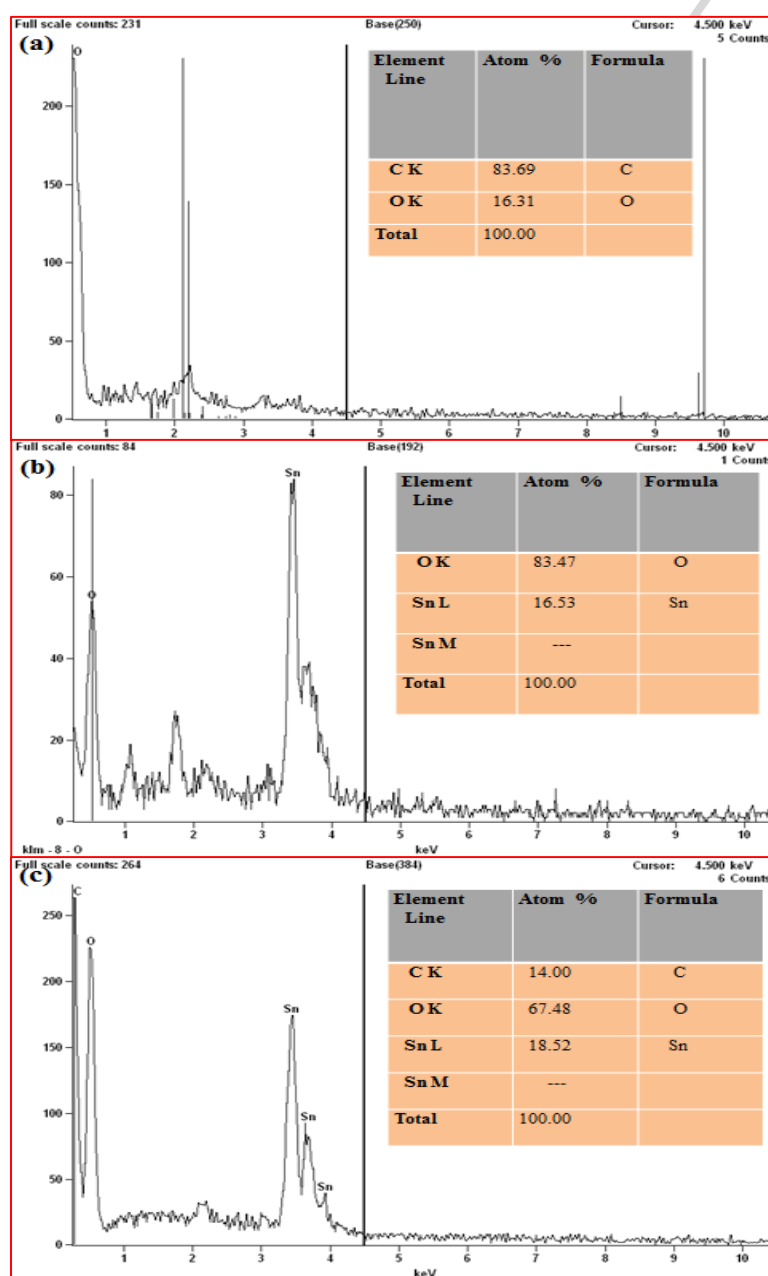 Full scale counts: 231 Base(250) Cursor: 4.500 keV
5 Counts
(a)
O
Element Line Atom % Formula
C K 83.69 C
O K 16.31 O
Total 100.00
200
150
100
50
0
1 2 3 4 5 6 7 8 9 10
Full scale counts: 84 Base(192) Cursor: 4.500 keV
1 Counts
(b)
Sn
O
Element Line Atom % Formula
O K 83.47 O
Sn L 16.53 Sn
Sn M ---
Total 100.00
80
60
40
20
0
1 2 3 4 5 6 7 8 9 10
klm - 8 - O keV
Full scale counts: 264 Base(384) Cursor: 4.500 keV
6 Counts
(c)
C
O
Sn
Sn
Sn
Element Line Atom % Formula
C K 14.00 C
O K 67.48 O
Sn L 18.52 Sn
Sn M ---
Total 100.00
250
200
150
100
50
0
1 2 3 4 5 6 7 8 9 10
keV